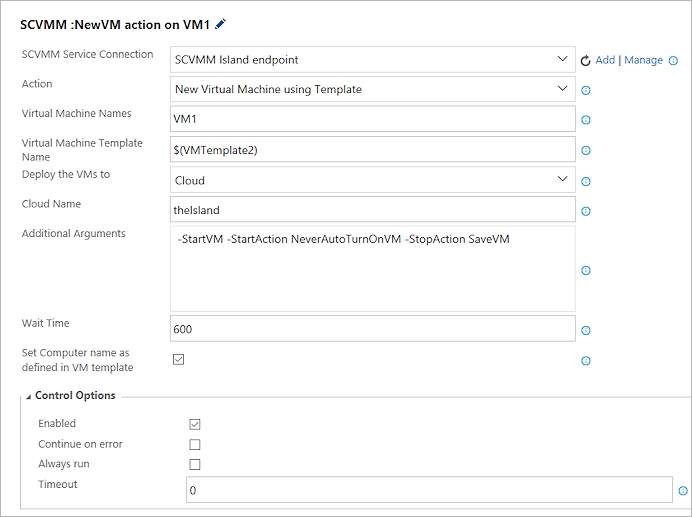 SCVMM :NewVM action on VM1
SCVMM Service Connection
SCVMM Island endpoint
Add | Manage
Action
New Virtual Machine using Template
Virtual Machine Names
VM1
Virtual Machine Template
Name
$(VMTemplate2)
Deploy the VMs to
Cloud
Cloud Name
theIsland
Additional Arguments
-StartVM -StartAction NeverAutoTurnOnVM -StopAction SaveVM
Wait Time
600
Set Computer name as
defined in VM template
Control Options
Enabled
Continue on error
Always run
Timeout
0